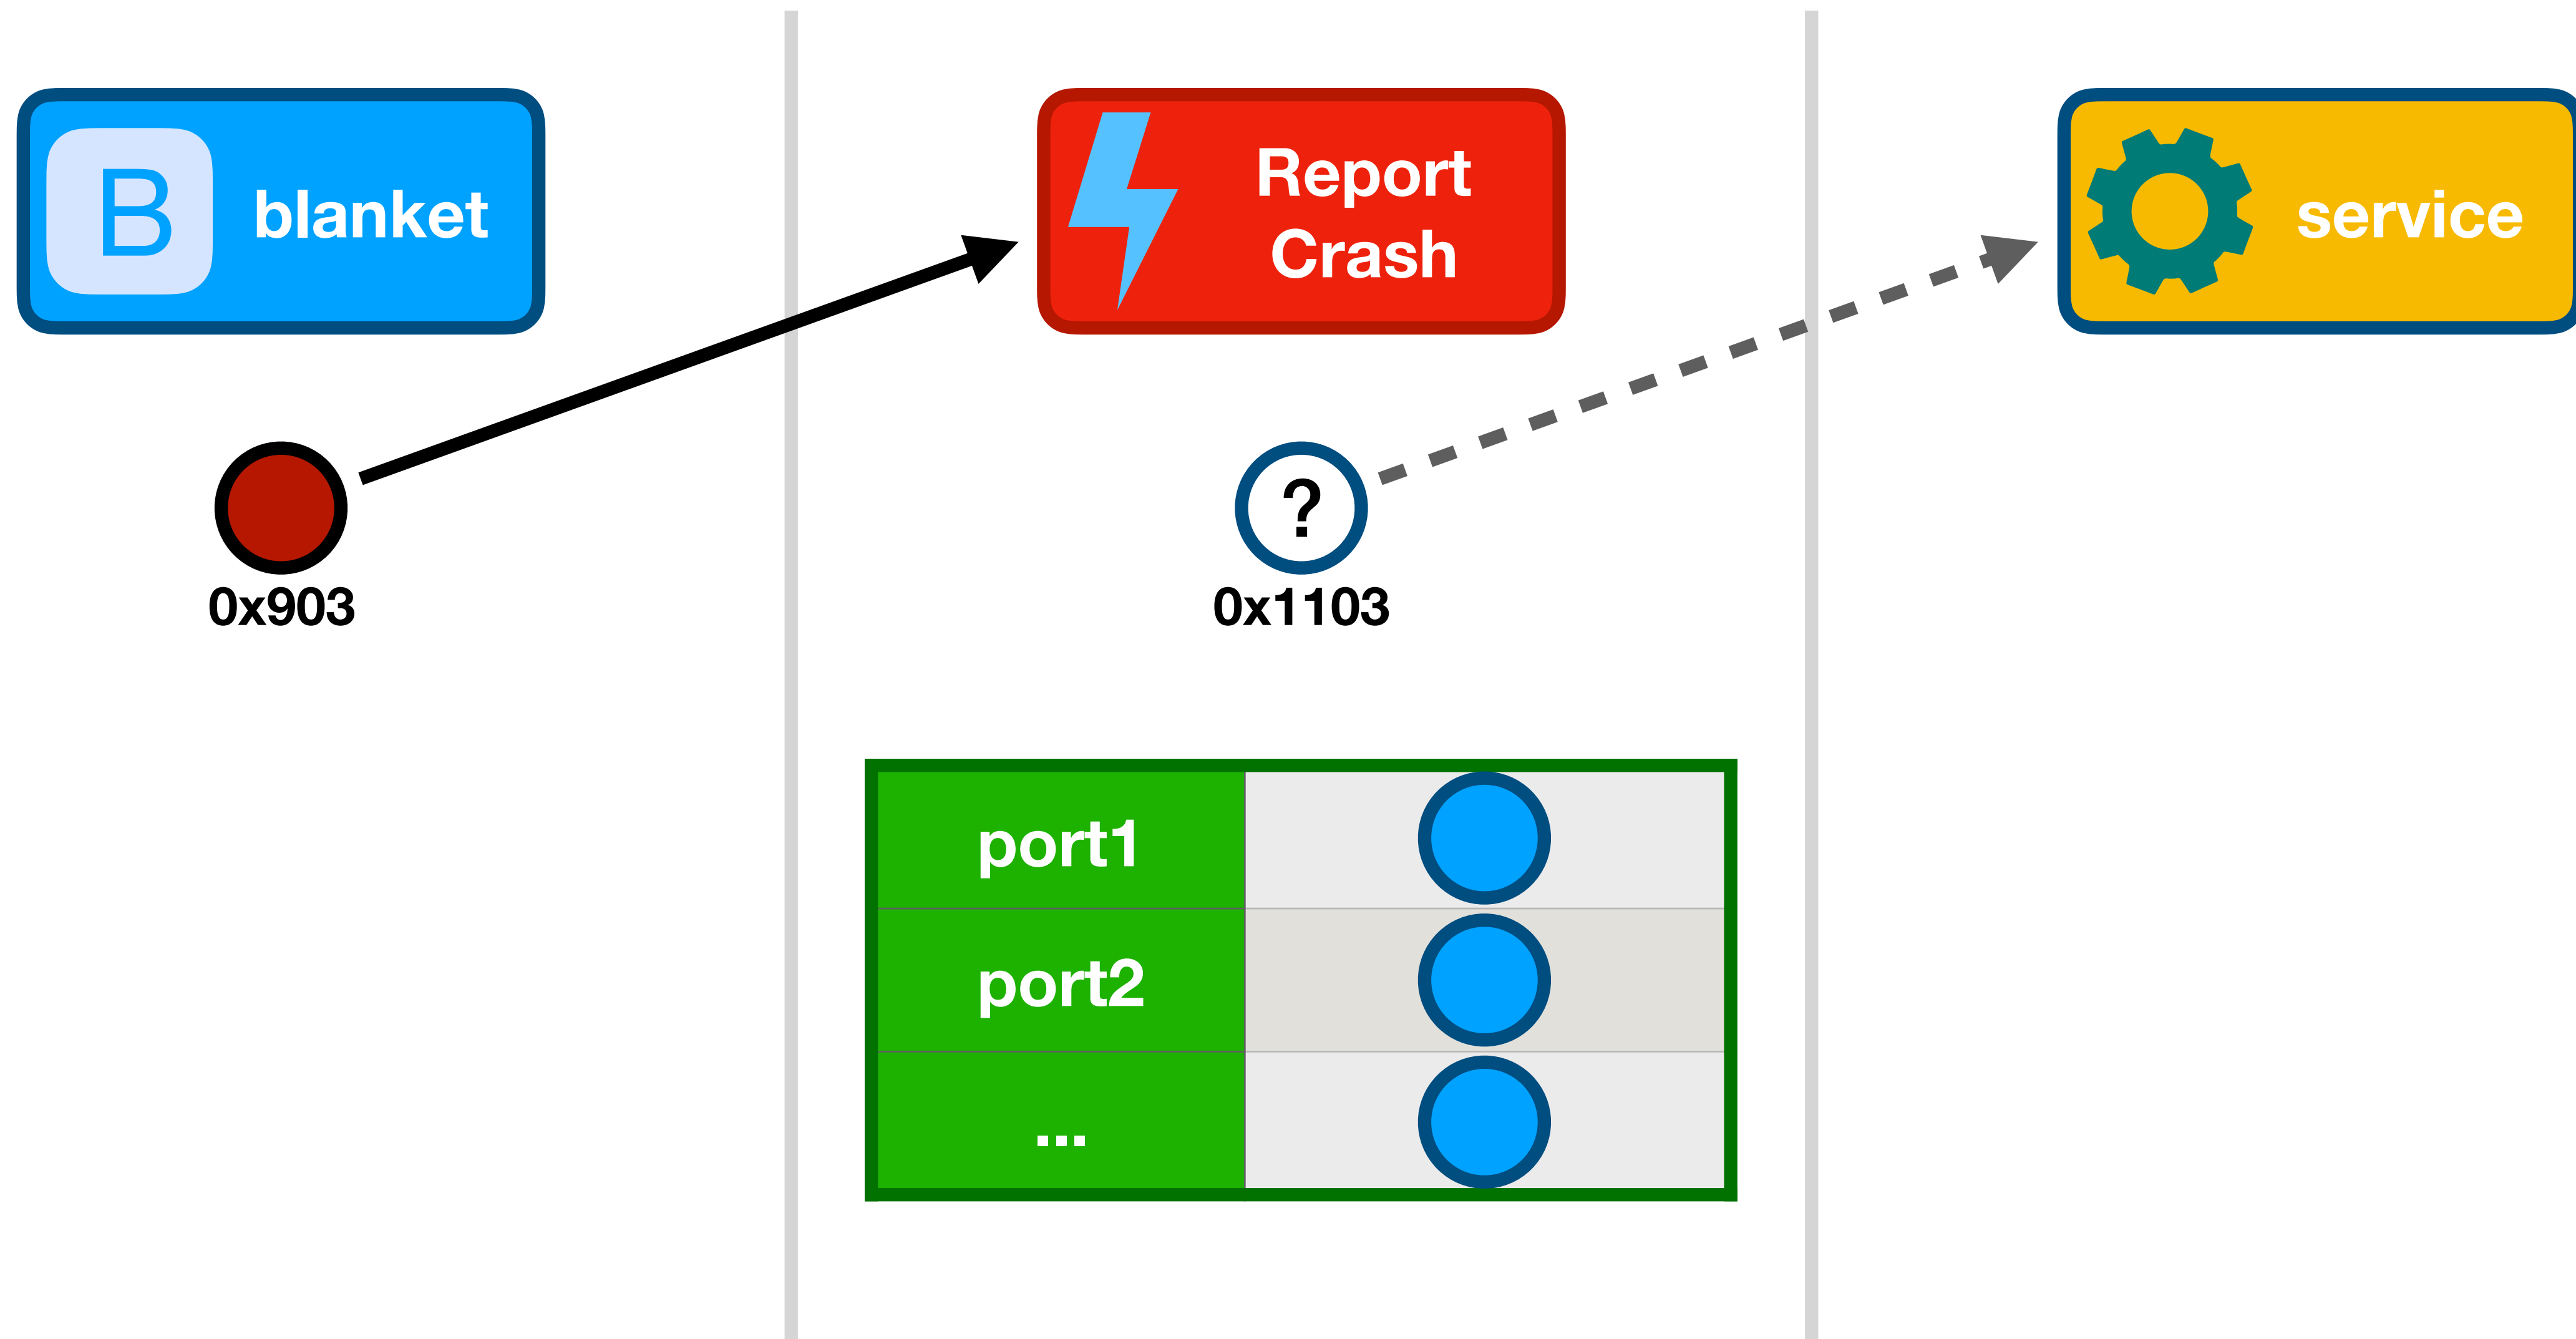 B
blanket
Report
Crash
service
0x903
?
0x1103
port1
port2
...